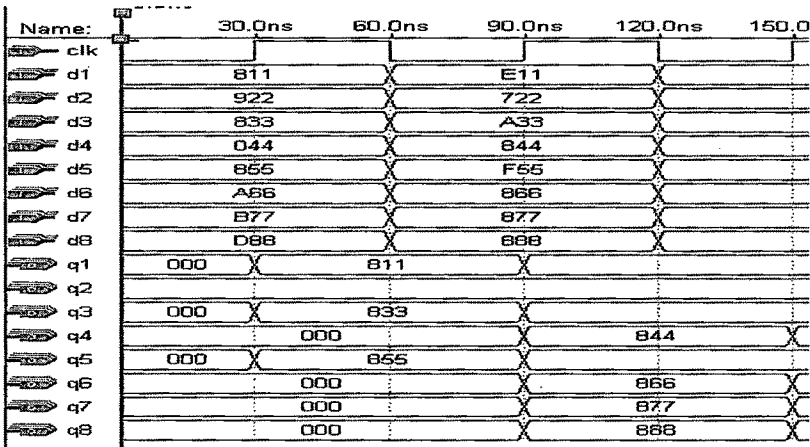 Name: 30.0ns 60.0ns 90.0ns 120.0ns 150.0
clk
d1 811 E11
d2 922 722
d3 833 A33
d4 044 844
d5 855 F55
d6 A66 866
d7 B77 877
d8 D88 888
q1 000 811
q2
q3 000 833
q4 000 844
q5 000 855
q6 000 866
q7 000 877
q8 000 888